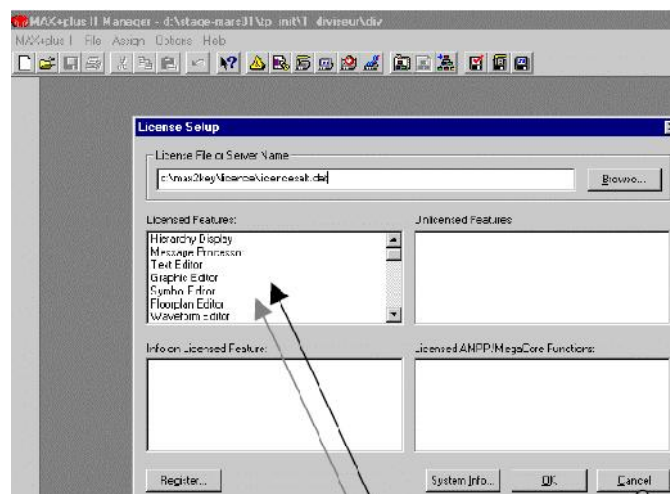 MAX+plus II Manager - d:\stage-mars01\tp_init\1_diviseur\div
MAX+plus II File Assign Options Help
License Setup
License File or Server Name
c:\max2key\licence\licencealt.dat
Browse...
Licensed Features:
Unlicensed Features
Hierarchy Display
Message Processor
Text Editor
Graphic Editor
Symbol Editor
Floorplan Editor
Waveform Editor
Info on Licensed Feature:
Licensed AMPP/MegaCore Functions:
Register...
System Info...
OK
Cancel